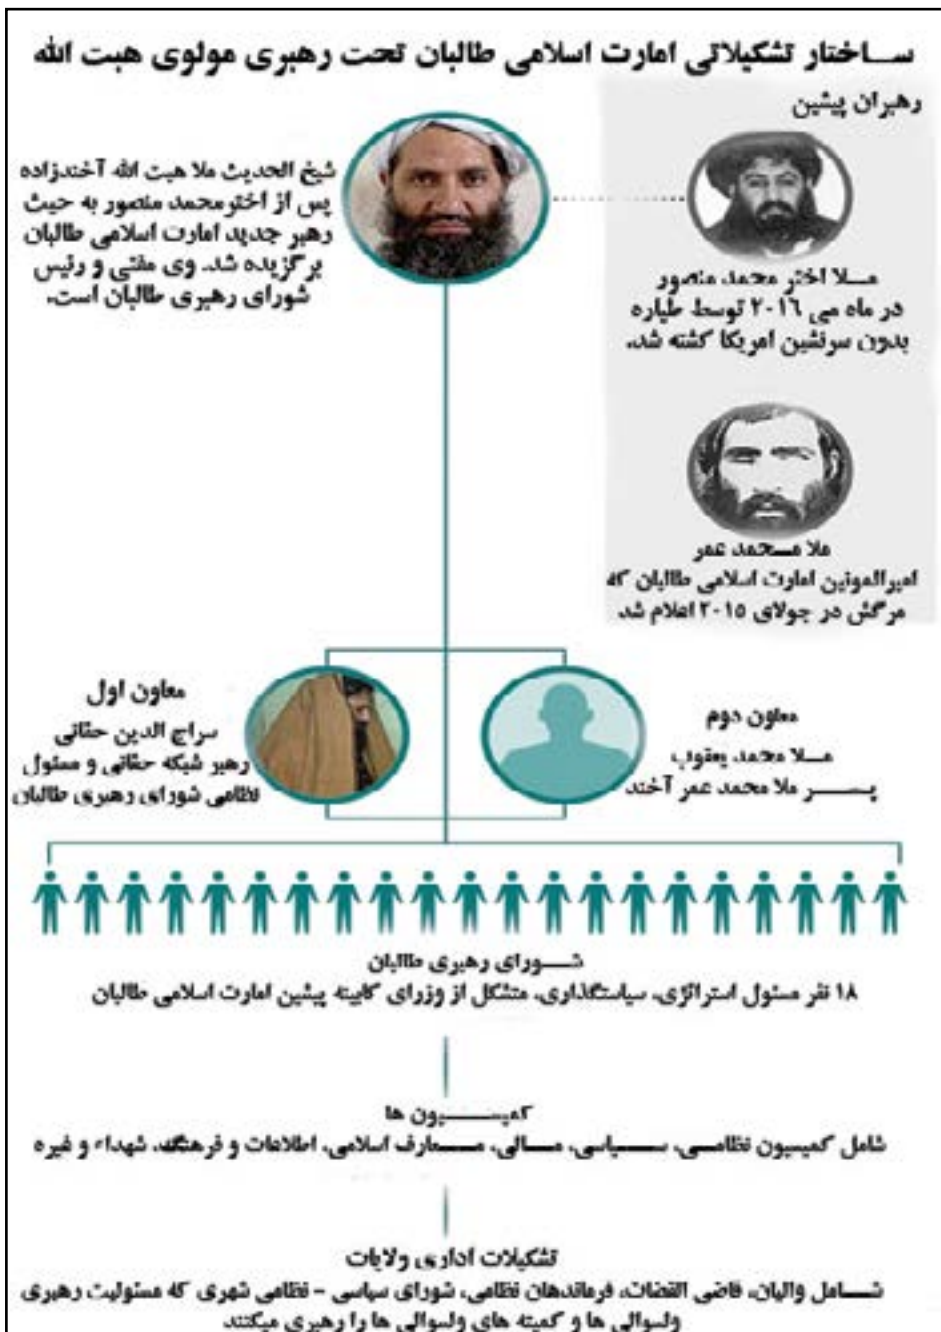 ساختار تشکیلاتی امارت اسلامی طالبان تحت رهبری مولوی هبت الله
رهبران پیشین
شیخ الحدیث ملا هبت الله آخندزاده
پس از اخترمحمد منصور به حیث
رهبر جدید امارت اسلامی طالبان
برگزیده شد. وی مفتی و رئیس
شورای رهبری طالبان است.
مـلا اختر محمد منصور
در ماه می ۲۰۱٦ توسط طیاره
بدون سرنشین امریکا کشته شد.
ملا محمد عمر
امیرالمونین امارت اسلامی طالبان که
مرگش در جولای ۲۰۱۵ اعلام شد
معاون اول
سراج الدین حقانی
رهبر شبکه حقانی و مسئول
نظامی شورای رهبری طالبان
معاون دوم
مـلا محمد یعقوب
پسر ملا محمد عمر آخند
شورای رهبری طالبان
۱۸ نفر مسئول استراتژی، سیاستگذاری، متشکل از وزرای کابینه پیشین امارت اسلامی طالبان
کمیسیون ها
شامل کمیسیون نظامی، سیاسی، مالی، معارف اسلامی، اطلاعات و فرهنگ، شهداء و غیره
تشکیلات اداری ولایات
شامل والیان، قاضی القضات، فرماندهان نظامی، شورای سیاسی - نظامی شهری که مسئولیت رهبری
ولسوالی ها و کمیته های ولسوالی ها را رهبری میکنند